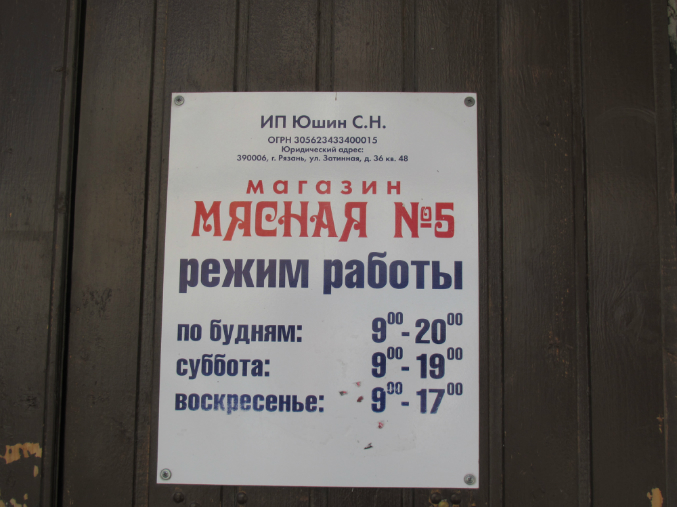 ИП Юшин С.Н.
ОГРН 305623433400015
Юридический адрес:
390006, г. Рязань, ул. Затинная, д. 36 кв. 48
магазин
МЯСНАЯ №5
режим работы
по будням: 9⁰⁰-20⁰⁰
суббота: 9⁰⁰-19⁰⁰
воскресенье: 9⁰⁰-17⁰⁰